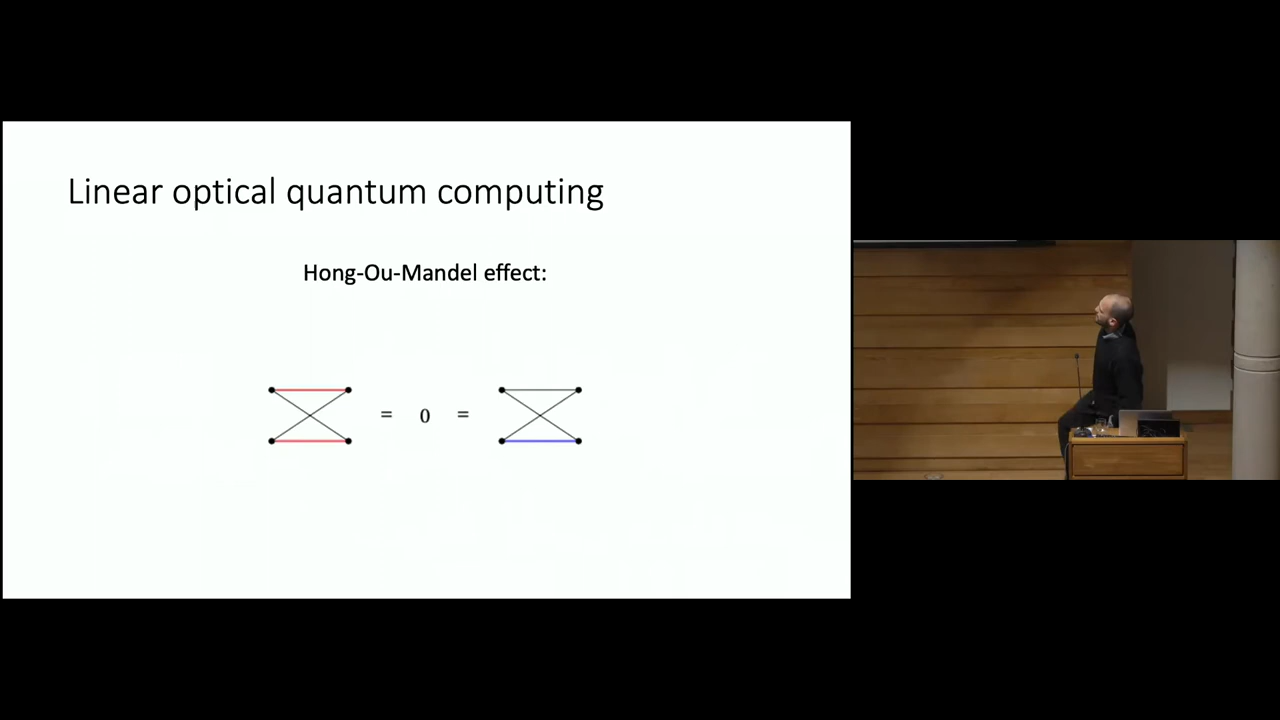 Linear optical quantum computing
Hong-Ou-Mandel effect:
= 0 =